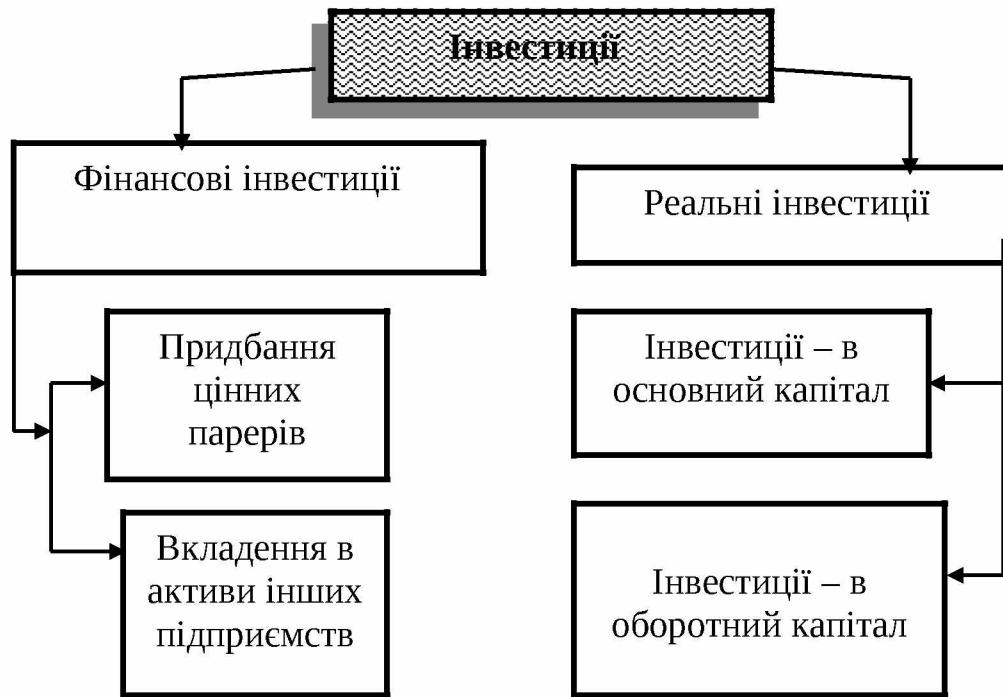 Інвестиції
Фінансові інвестиції
Реальні інвестиції
Придбання
цінних
парерів
Інвестиції – в
основний капітал
Вкладення в
активи інших
підприємств
Інвестиції – в
оборотний капітал